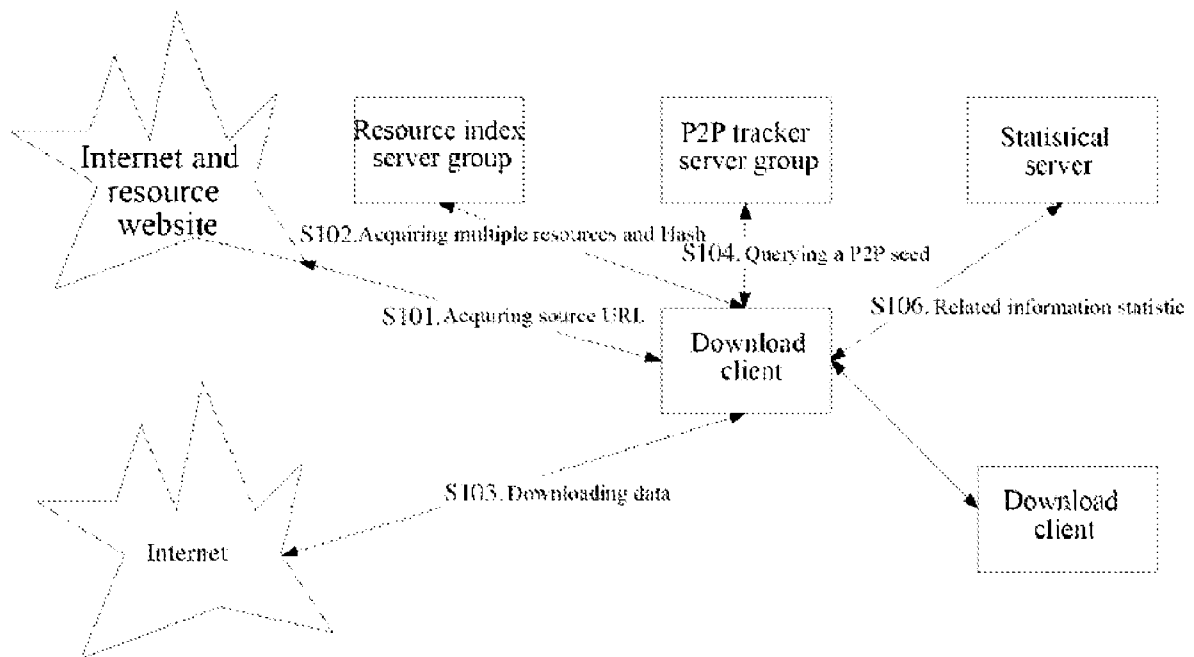 Internet and
resource
website
Resource index
server group
P2P tracker
server group
Statistical
server
S102.Acquiring multiple resources and Hash
S104.Querying a P2P seed
S101.Acquiring source URL
S106.Related information statistic
Download
client
S103.Downloading data
Internet
Download
client